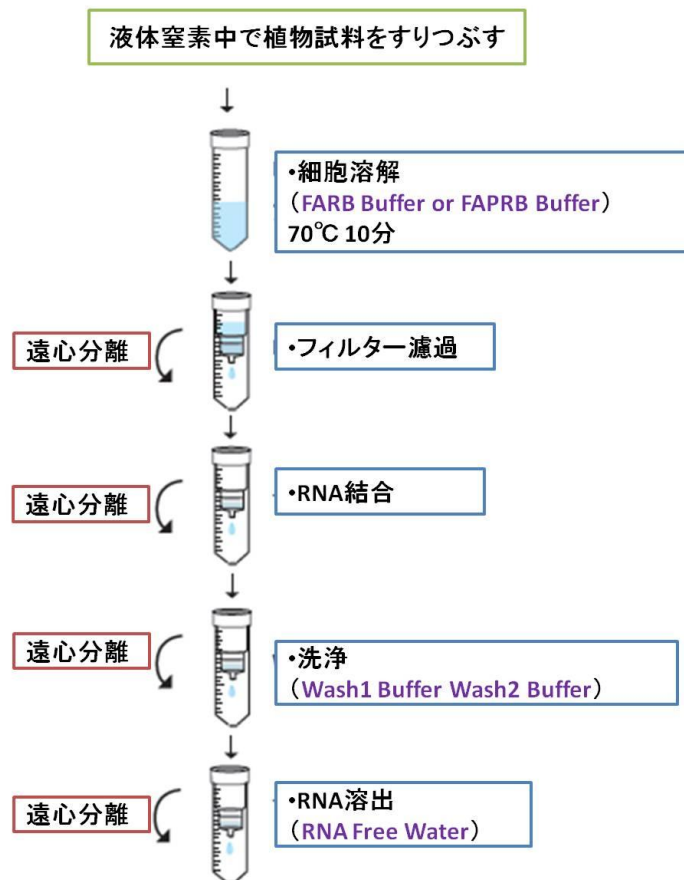 液体窒素中で植物試料をすりつぶす
・細胞溶解
（FARB Buffer or FAPRB Buffer）
70℃ 10分
遠心分離
・フィルター濾過
遠心分離
・RNA結合
遠心分離
・洗浄
（Wash1 Buffer Wash2 Buffer）
遠心分離
・RNA溶出
（RNA Free Water）